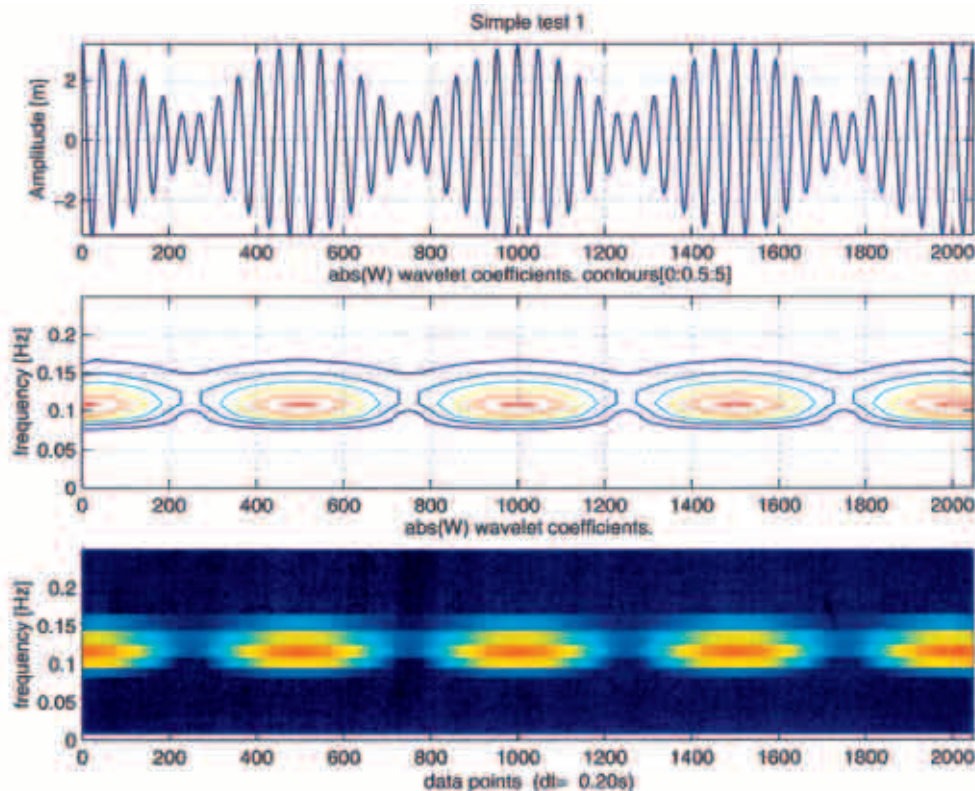 Simple test 1
Amplitude (m)
2
0
−2
0 200 400 600 800 1000 1200 1400 1600 1800 2000
abs(W) wavelet coefficients. contours[0:0.5:5]
frequency [Hz]
0.2
0.15
0.1
0.05
0
0 200 400 600 800 1000 1200 1400 1600 1800 2000
abs(W) wavelet coefficients.
frequency [Hz]
0.2
0.15
0.1
0.05
0
0 200 400 600 800 1000 1200 1400 1600 1800 2000
data points (dt= 0.20s)